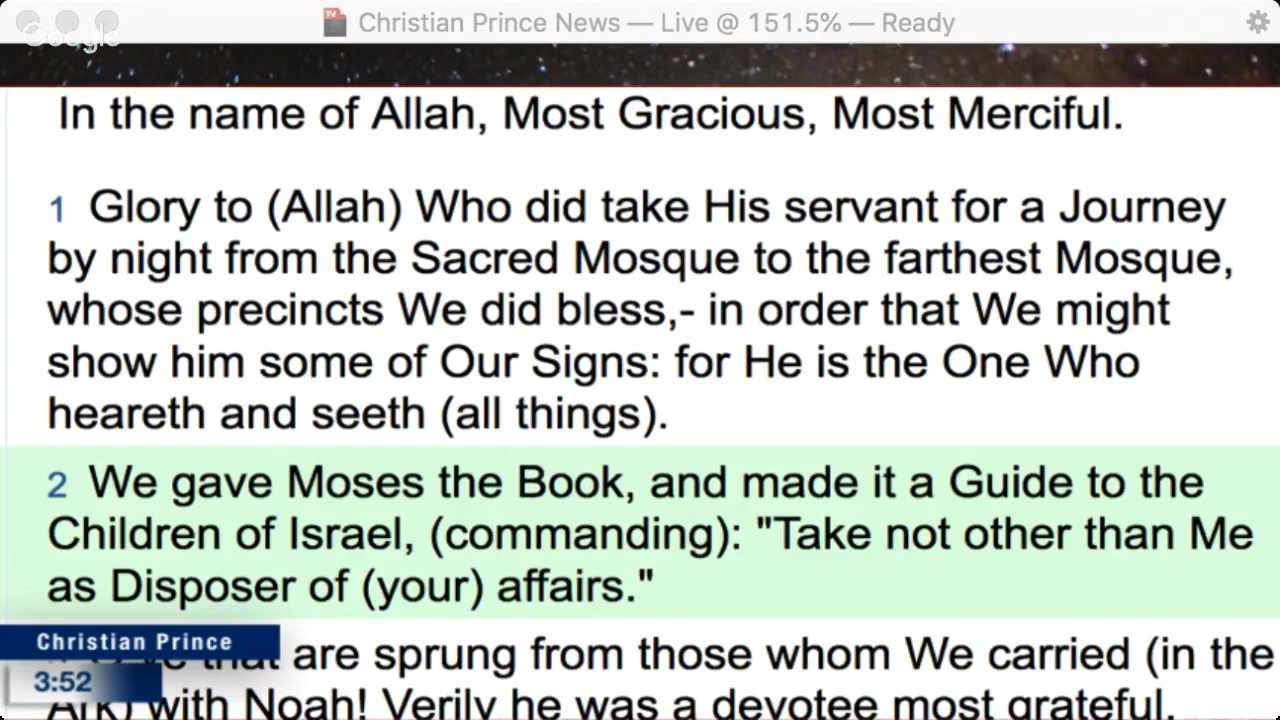 Christian Prince News — Live @ 151.5% — Ready
Google
In the name of Allah, Most Gracious, Most Merciful.
1 Glory to (Allah) Who did take His servant for a Journey
by night from the Sacred Mosque to the farthest Mosque,
whose precincts We did bless,- in order that We might
show him some of Our Signs: for He is the One Who
heareth and seeth (all things).
2 We gave Moses the Book, and made it a Guide to the
Children of Israel, (commanding): "Take not other than Me
as Disposer of (your) affairs."
that are sprung from those whom We carried (in the
Ark) with Noah! Verily he was a devotee most grateful.
Christian Prince
3:52